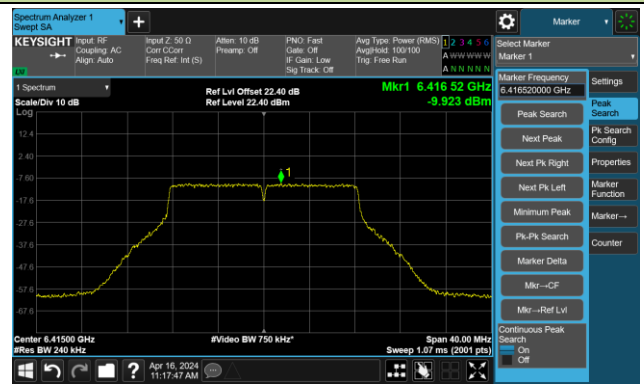 Spectrum Analyzer 1
Swept SA
Marker
KEYSIGHT
Input: RF
Coupling: AC
Align: Auto
Input Z: 50 Ω
Corr CCorr
Freq Ref: Int (S)
Atten: 10 dB
Preamp: Off
PNO: Fast
Gate: Off
IF Gain: Low
Sig Track: Off
Avg Type: Power (RMS)
Avg|Hold: 100/100
Trig: Free Run
1 2 3 4 5 6
A W W W W W
A N N N N N
LVI
1 Spectrum
Scale/Div 10 dB
Ref Lvl Offset 22.40 dB
Ref Level 22.40 dBm
Mkr1 6.416 52 GHz
-9.923 dBm
Log
12.4
2.40
-7.60
-17.6
-27.6
-37.6
-47.6
-57.6
-67.6
1
Center 6.41500 GHz
#Res BW 240 kHz
#Video BW 750 kHz*
Span 40.00 MHz
Sweep 1.07 ms (2001 pts)
Select Marker
Marker 1
Marker Frequency
6.416520000 GHz
Peak Search
Next Peak
Next Pk Right
Next Pk Left
Minimum Peak
Pk-Pk Search
Marker Delta
Mkr→CF
Mkr→Ref Lvl
Continuous Peak
Search
On
Off
Settings
Peak
Search
Pk Search
Config
Properties
Marker
Function
Marker→
Counter
Apr 16, 2024
11:17:47 AM